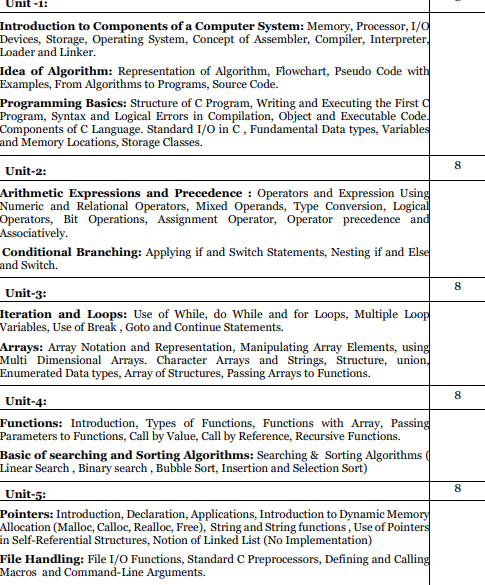 Unit -1:
Introduction to Components of a Computer System: Memory, Processor, I/O
Devices, Storage, Operating System, Concept of Assembler, Compiler, Interpreter,
Loader and Linker.
Idea of Algorithm: Representation of Algorithm, Flowchart, Pseudo Code with
Examples, From Algorithms to Programs, Source Code.
Programming Basics: Structure of C Program, Writing and Executing the First C
Program, Syntax and Logical Errors in Compilation, Object and Executable Code.
Components of C Language. Standard I/O in C , Fundamental Data types, Variables
and Memory Locations, Storage Classes.
Unit-2: 8
Arithmetic Expressions and Precedence : Operators and Expression Using
Numeric and Relational Operators, Mixed Operands, Type Conversion, Logical
Operators, Bit Operations, Assignment Operator, Operator precedence and
Associatively.
Conditional Branching: Applying if and Switch Statements, Nesting if and Else
and Switch.
Unit-3: 8
Iteration and Loops: Use of While, do While and for Loops, Multiple Loop
Variables, Use of Break , Goto and Continue Statements.
Arrays: Array Notation and Representation, Manipulating Array Elements, using
Multi Dimensional Arrays. Character Arrays and Strings, Structure, union,
Enumerated Data types, Array of Structures, Passing Arrays to Functions.
Unit-4: 8
Functions: Introduction, Types of Functions, Functions with Array, Passing
Parameters to Functions, Call by Value, Call by Reference, Recursive Functions.
Basic of searching and Sorting Algorithms: Searching & Sorting Algorithms (
Linear Search , Binary search , Bubble Sort, Insertion and Selection Sort)
Unit-5: 8
Pointers: Introduction, Declaration, Applications, Introduction to Dynamic Memory
Allocation (Malloc, Calloc, Realloc, Free), String and String functions , Use of Pointers
in Self-Referential Structures, Notion of Linked List (No Implementation)
File Handling: File I/O Functions, Standard C Preprocessors, Defining and Calling
Macros and Command-Line Arguments.